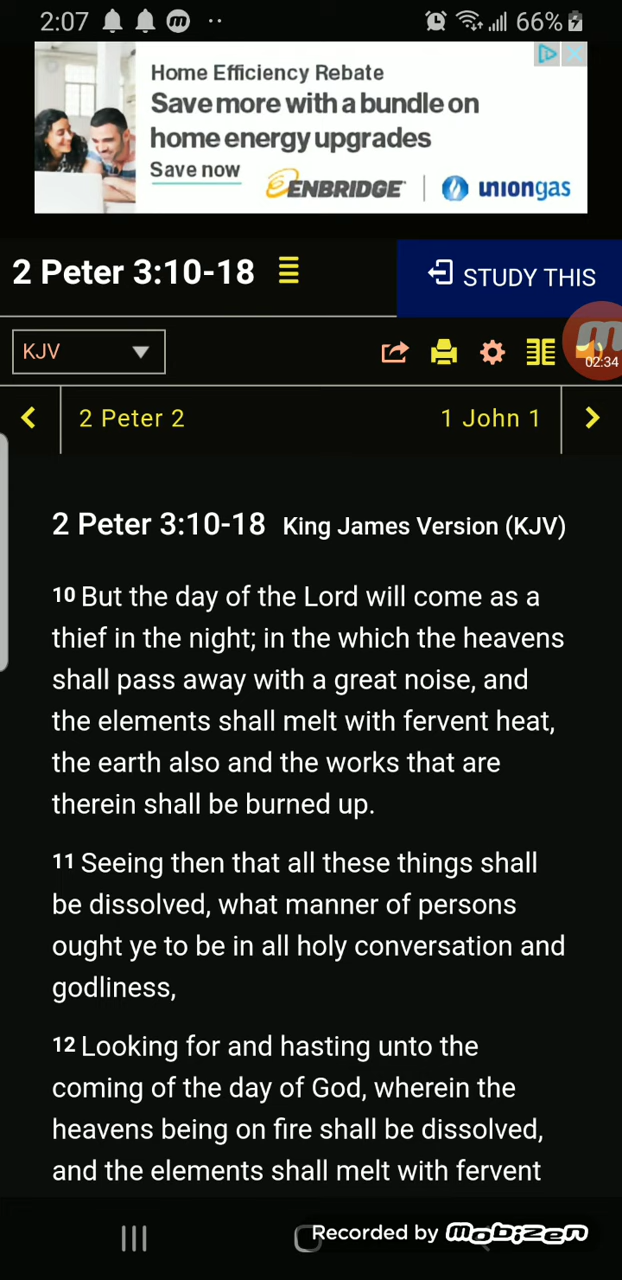 2:07 66%
Home Efficiency Rebate
Save more with a bundle on
home energy upgrades
Save now
ENBRIDGE uniongas
2 Peter 3:10-18 STUDY THIS
KJV
02:34
2 Peter 2 1 John 1
2 Peter 3:10-18 King James Version (KJV)
10 But the day of the Lord will come as a
thief in the night; in the which the heavens
shall pass away with a great noise, and
the elements shall melt with fervent heat,
the earth also and the works that are
therein shall be burned up.
11 Seeing then that all these things shall
be dissolved, what manner of persons
ought ye to be in all holy conversation and
godliness,
12 Looking for and hasting unto the
coming of the day of God, wherein the
heavens being on fire shall be dissolved,
and the elements shall melt with fervent
Recorded by mobizen